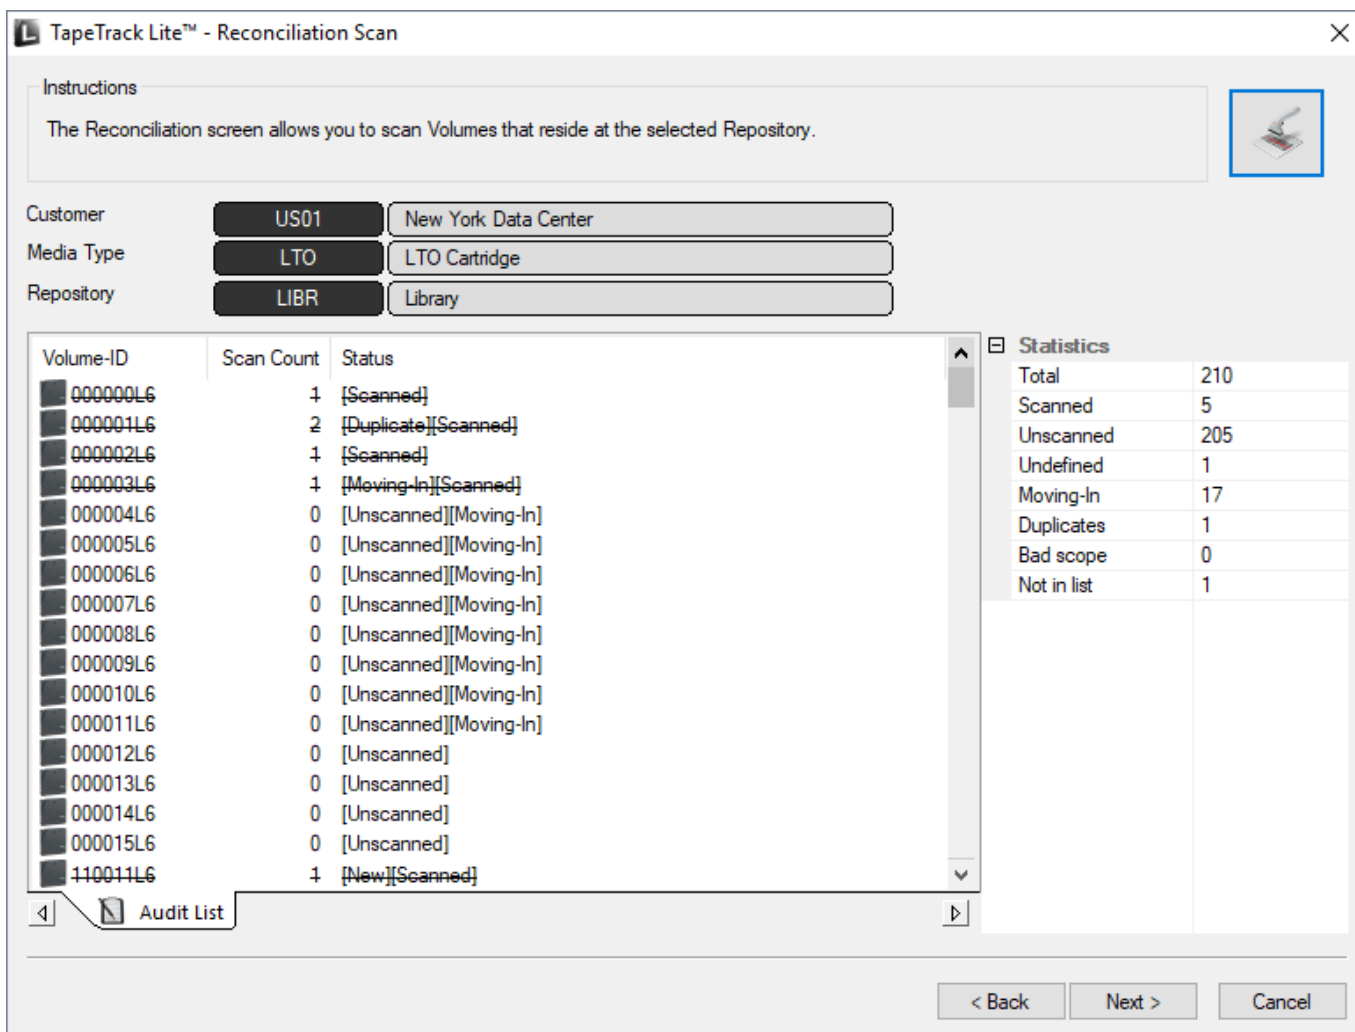 TapeTrack Lite™ - Reconciliation Scan
Instructions
The Reconciliation screen allows you to scan Volumes that reside at the selected Repository.
Customer US01 New York Data Center
Media Type LTO LTO Cartridge
Repository LIBR Library
Volume-ID Scan Count Status
000000L6 1 [Scanned]
000001L6 2 [Duplicate][Scanned]
000002L6 1 [Scanned]
000003L6 1 [Moving-In][Scanned]
000004L6 0 [Unscanned][Moving-In]
000005L6 0 [Unscanned][Moving-In]
000006L6 0 [Unscanned][Moving-In]
000007L6 0 [Unscanned][Moving-In]
000008L6 0 [Unscanned][Moving-In]
000009L6 0 [Unscanned][Moving-In]
000010L6 0 [Unscanned][Moving-In]
000011L6 0 [Unscanned][Moving-In]
000012L6 0 [Unscanned]
000013L6 0 [Unscanned]
000014L6 0 [Unscanned]
000015L6 0 [Unscanned]
110011L6 1 [New][Scanned]
Audit List
Statistics
Total 210
Scanned 5
Unscanned 205
Undefined 1
Moving-In 17
Duplicates 1
Bad scope 0
Not in list 1
< Back Next > Cancel